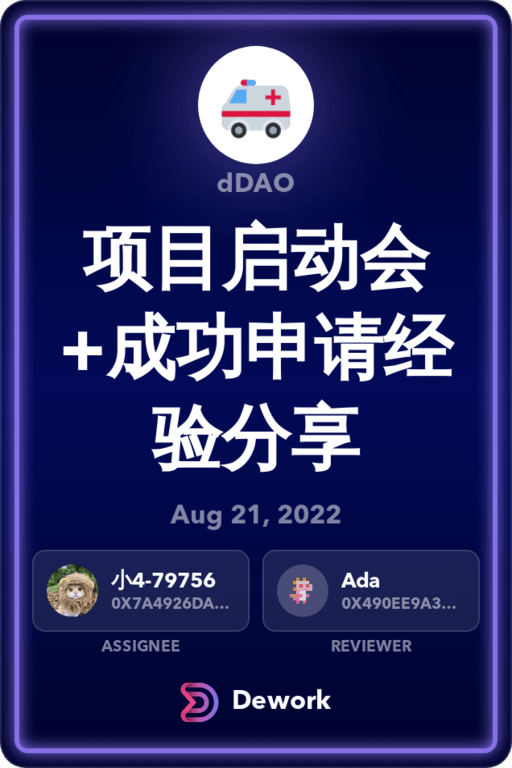 dDAO
项目启动会
+成功申请经
验分享
Aug 21, 2022
小4-79756
0X7A4926DA...
Ada
0X490EE9A3...
ASSIGNEE
REVIEWER
Dework